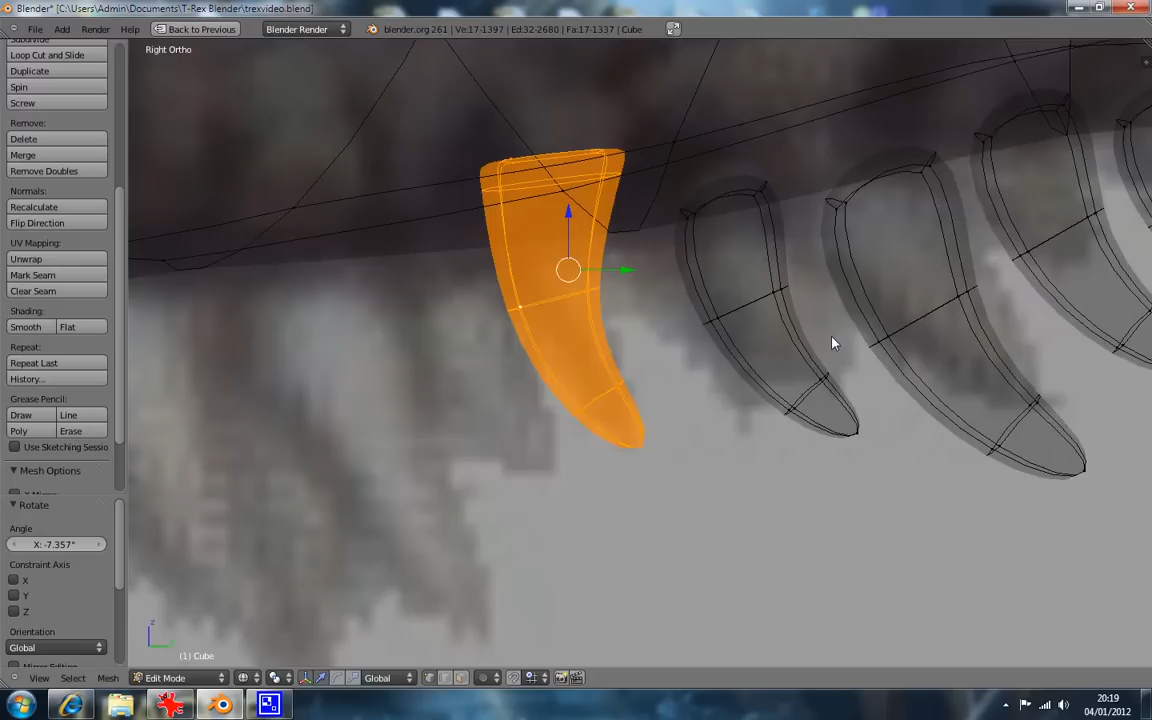 Blender* [C:\Users\Admin\Documents\T-Rex Blender\trexvideo.blend]
File Add Render Help Back to Previous Blender Render blender.org 261 | Ve:17-1397 | Ed:32-2680 | Fa:17-1337 | Cube
Right Ortho
Subdivide
Loop Cut and Slide
Duplicate
Spin
Screw
Remove:
Delete
Merge
Remove Doubles
Normals:
Recalculate
Flip Direction
UV Mapping:
Unwrap
Mark Seam
Clear Seam
Shading:
Smooth Flat
Repeat:
Repeat Last
History...
Grease Pencil:
Draw Line
Poly Erase
Use Sketching Sessio
Mesh Options
Rotate
Angle
X: -7.357°
Constraint Axis
X
Y
Z
Orientation
Global
z
(1) Cube
View Select Mesh Edit Mode Global
20:19
04/01/2012